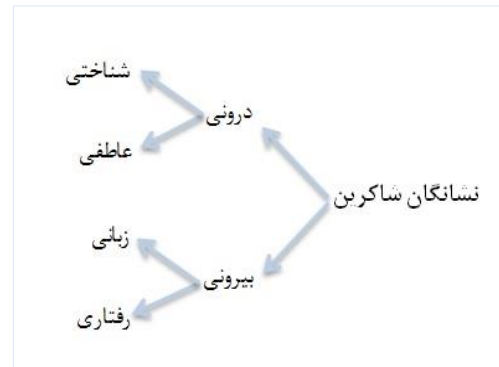 نشانگان شاکرین
درونی
شناختی
عاطفی
بیرونی
زبانی
رفتاری